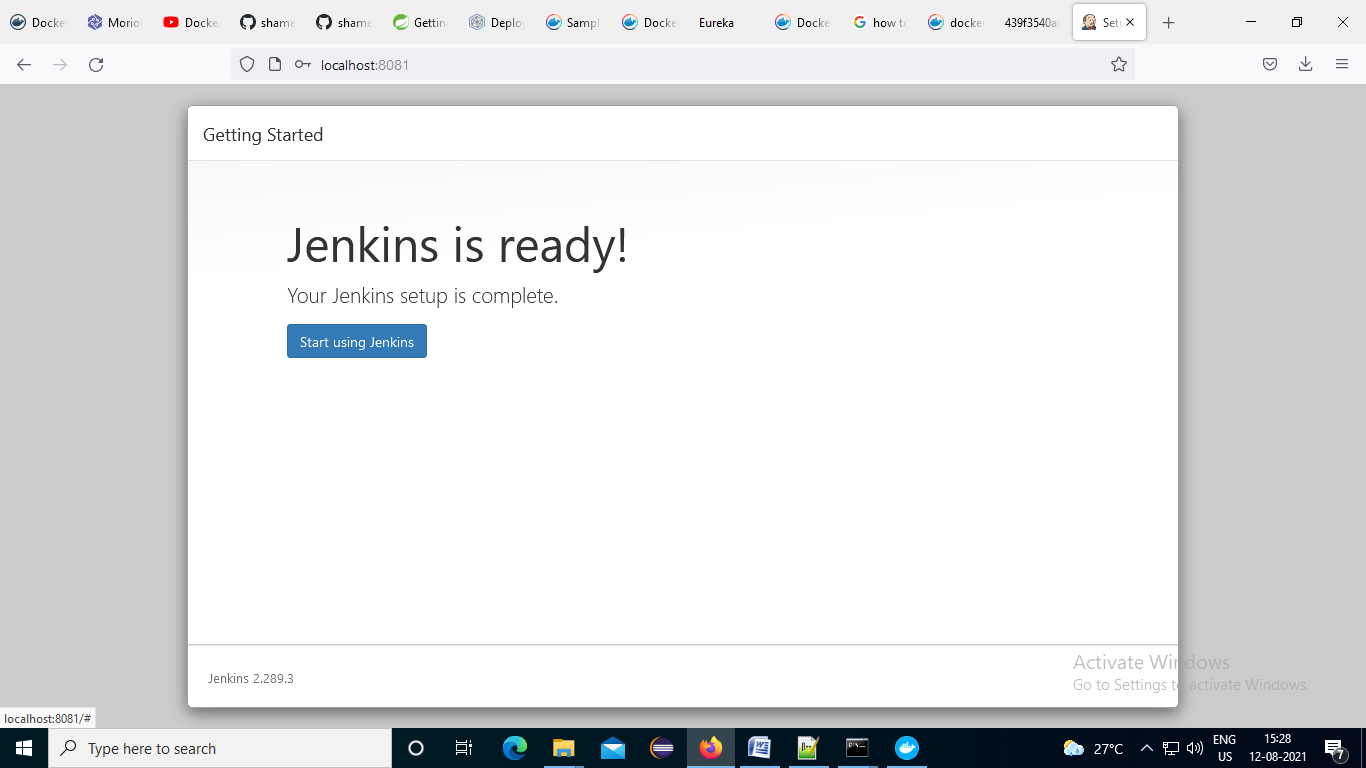 Docke
Moriol
Docke
shame
shame
Gettin
Deploy
Sampl
Docke
Eureka
Docke
how to
docke
439f3540a
Setu
localhost:8081
Getting Started
Jenkins is ready!
Your Jenkins setup is complete.
Start using Jenkins
Jenkins 2.289.3
Activate Windows
Go to Settings to activate Windows.
localhost:8081/#
Type here to search
27°C
ENG
US
15:28
12-08-2021
7